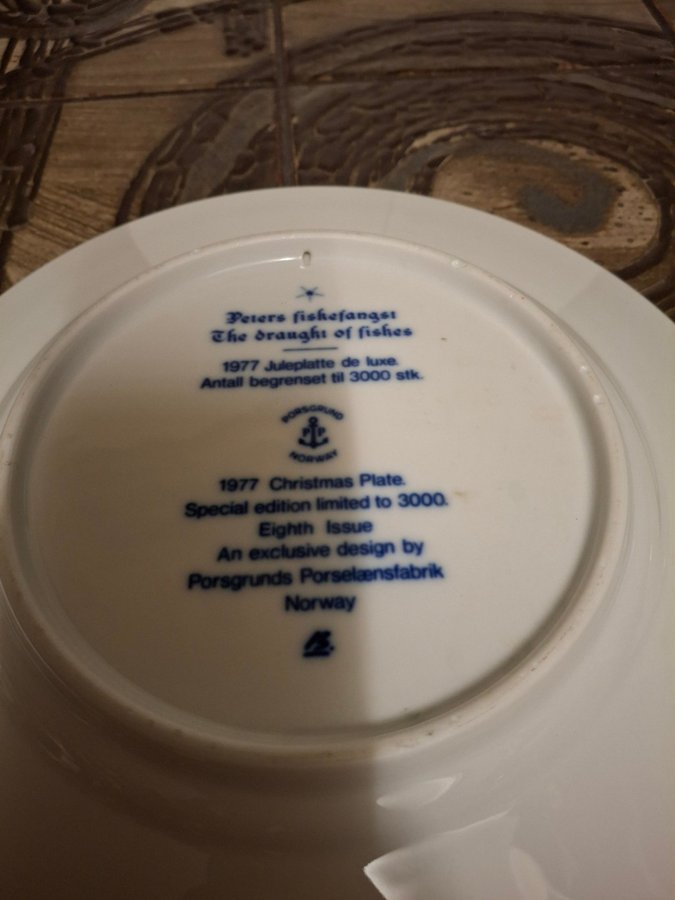 Peters fiskefangst
The draught of fishes
1977 Juleplatte de luxe.
Antall begrenset til 3000 stk.
PORSGRUND
P P
NORWAY
1977 Christmas Plate.
Special edition limited to 3000.
Eighth Issue
An exclusive design by
Porsgrunds Porselænsfabrik
Norway